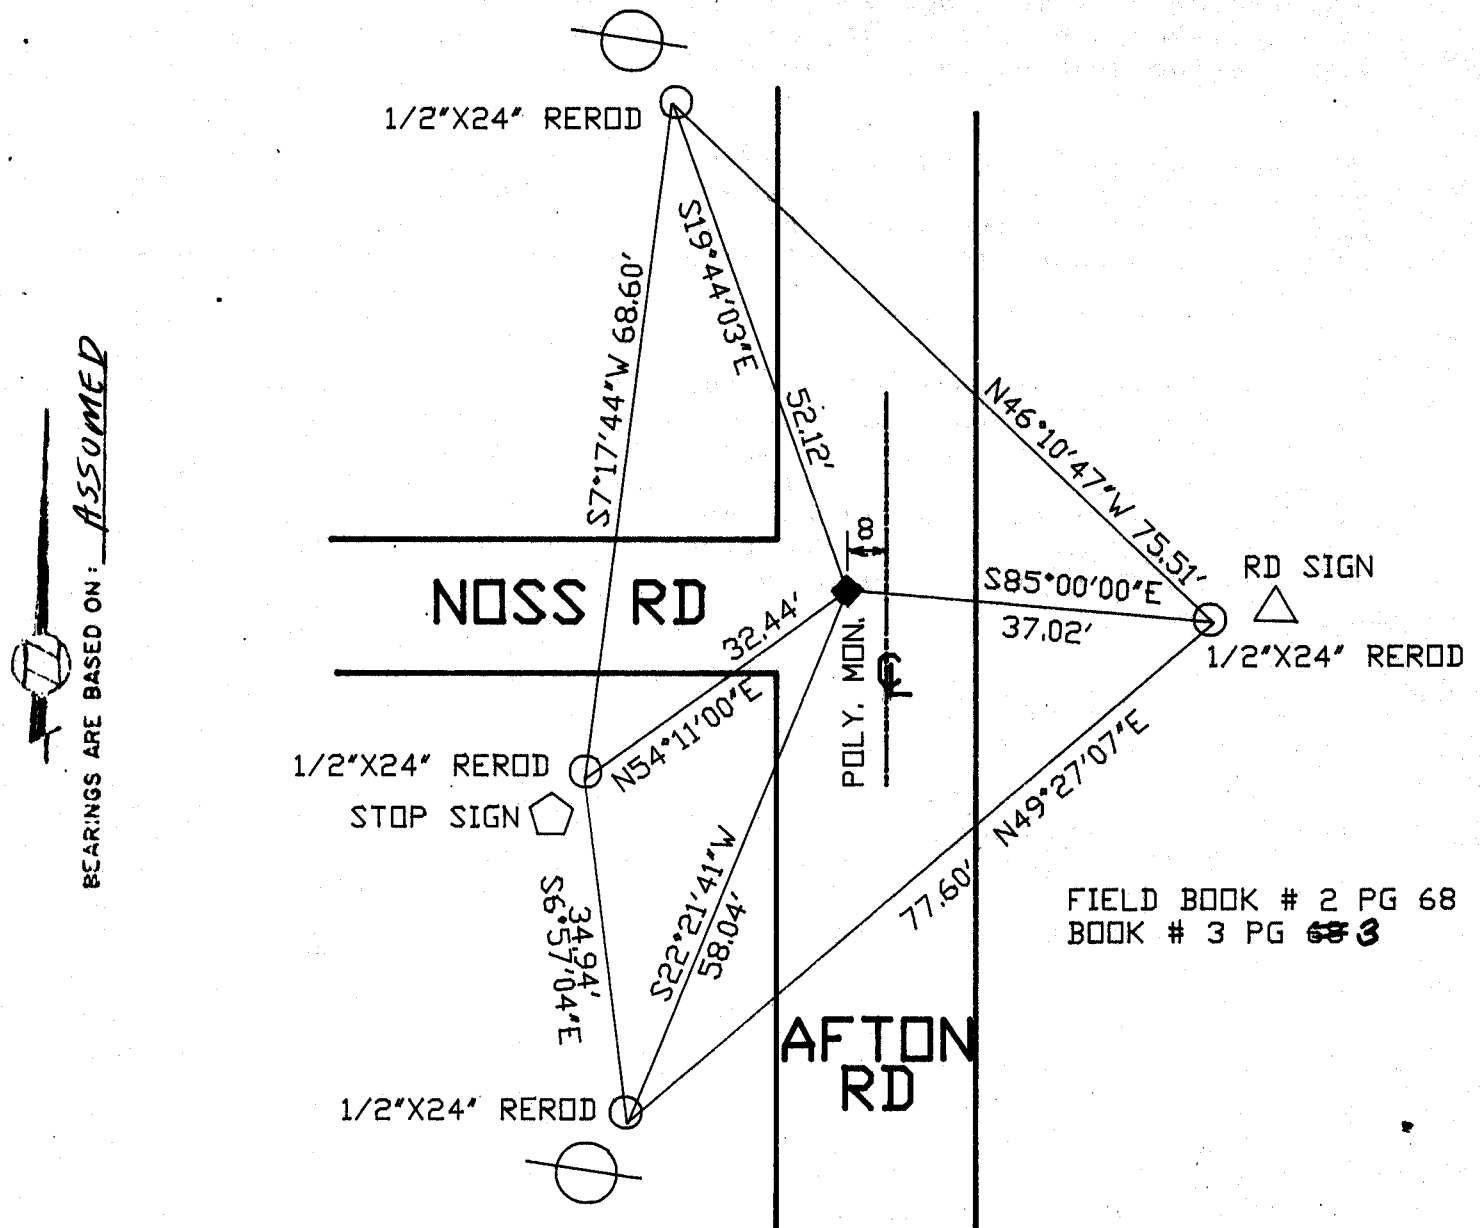 1/2"X24" REROD
S19°44'03"E
52.12'
S7°17'44"W 68.60'
N46°10'47"W 75.51'
BEARINGS ARE BASED ON: ASSUMED
8
NOSS RD
S85°00'00"E
37.02'
RD SIGN
1/2"X24" REROD
32.44'
N54°11'00"E
POLY. MON.
CL
1/2"X24" REROD
STOP SIGN
N49°27'07"E
77.60'
S22°21'41"W
58.04'
34.94'
S6°57'04"E
FIELD BOOK # 2 PG 68
BOOK # 3 PG 68 3
AFTON
RD
1/2"X24" REROD